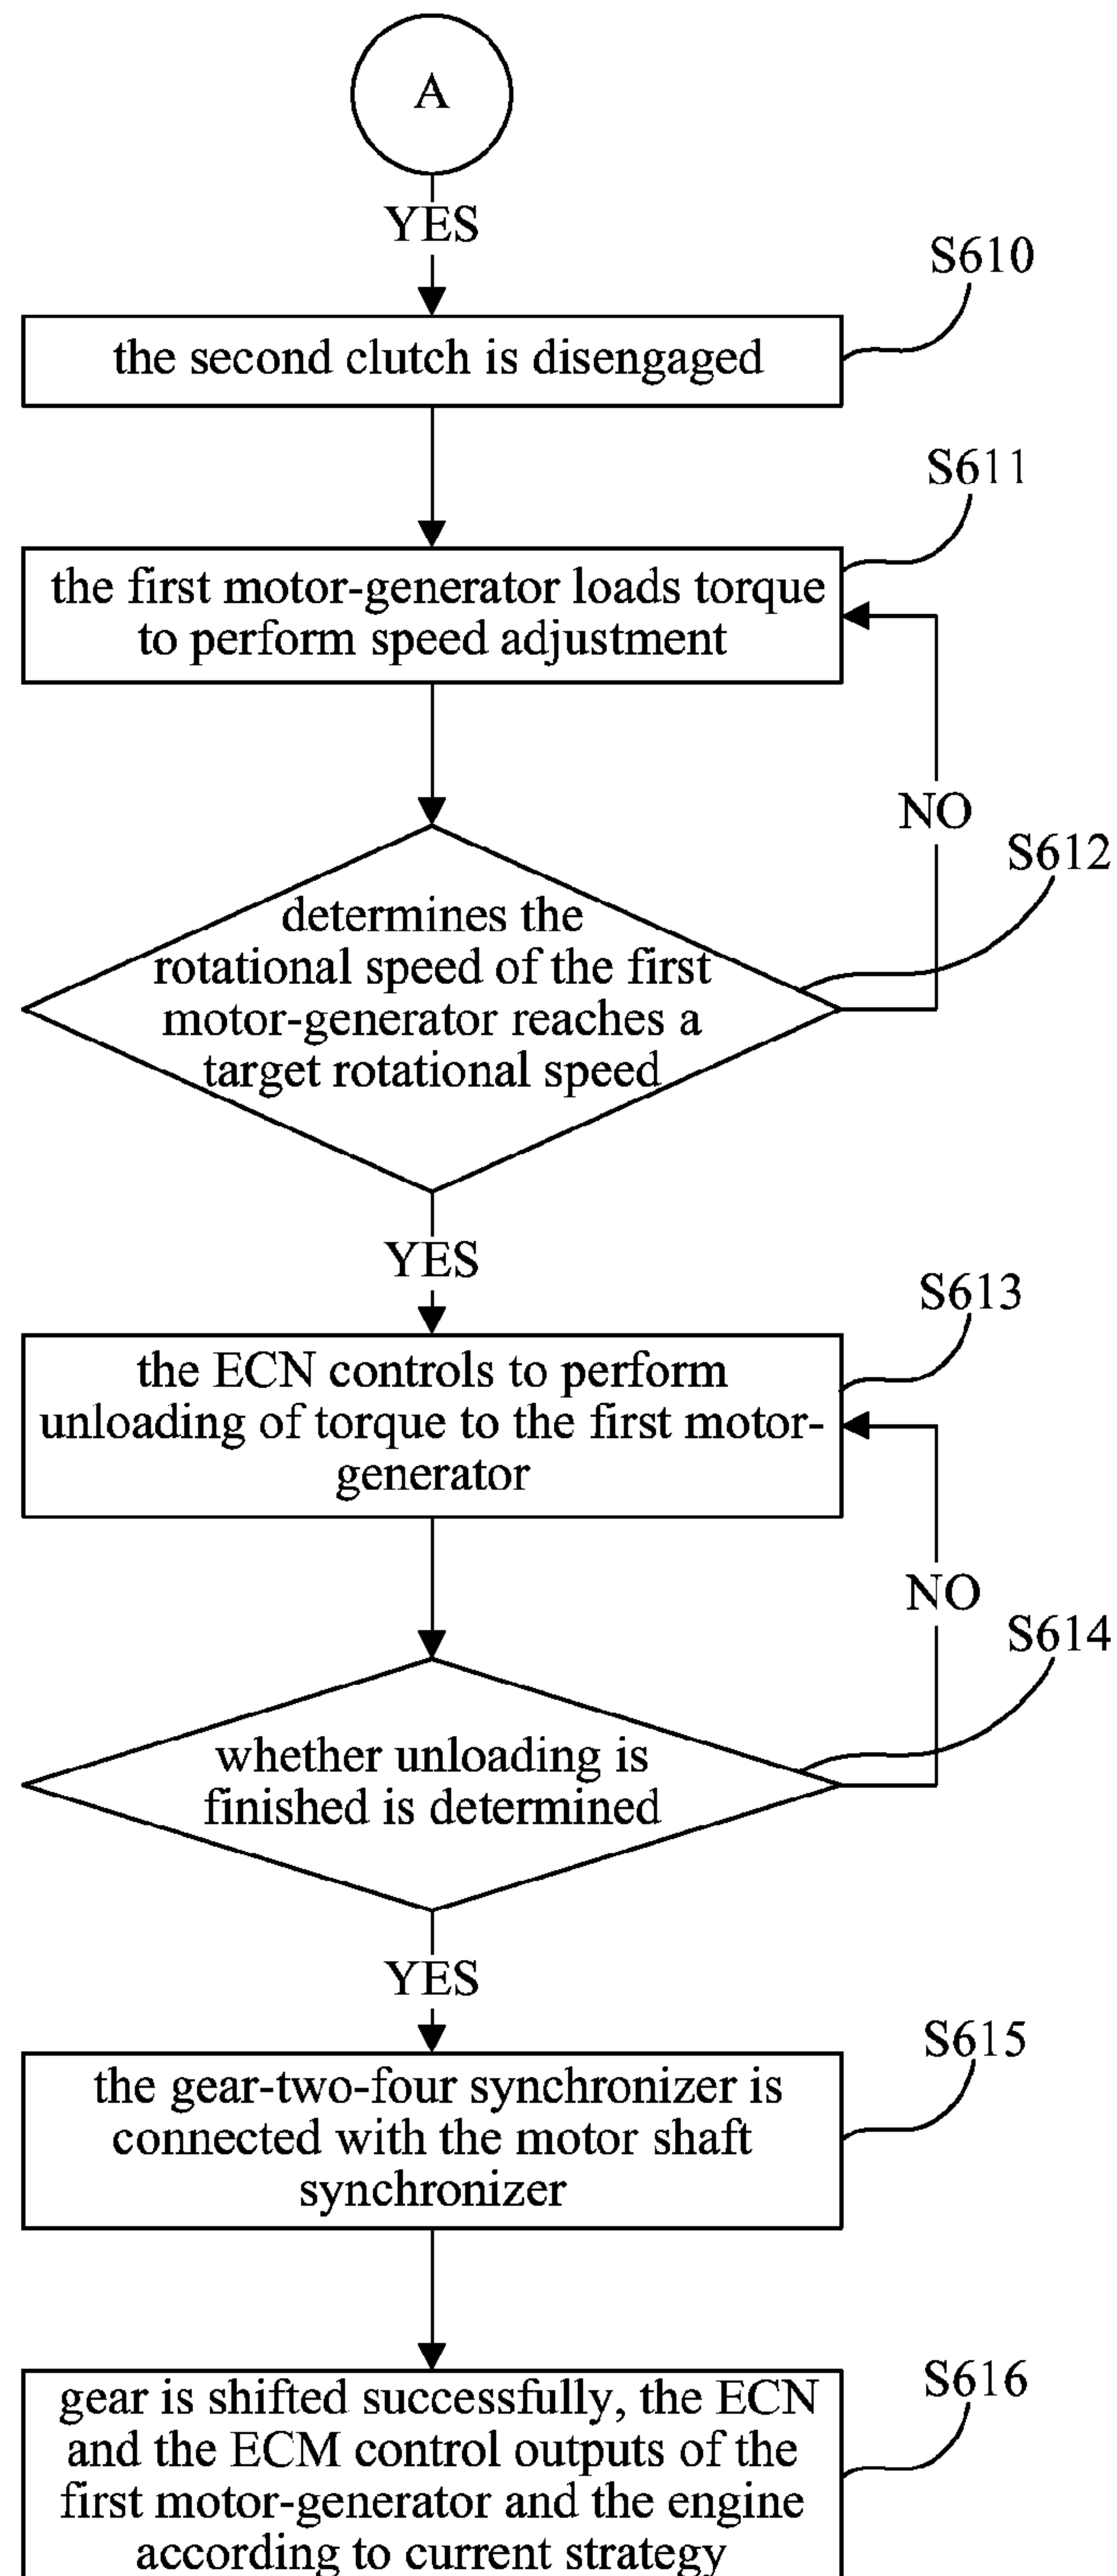 A
YES
S610
the second clutch is disengaged
S611
the first motor-generator loads torque
to perform speed adjustment
NO
S612
determines the
rotational speed of the first
motor-generator reaches a
target rotational speed
YES
S613
the ECN controls to perform
unloading of torque to the first motor-
generator
NO
S614
whether unloading is
finished is determined
YES
S615
the gear-two-four synchronizer is
connected with the motor shaft
synchronizer
S616
gear is shifted successfully, the ECN
and the ECM control outputs of the
first motor-generator and the engine
according to current strategy